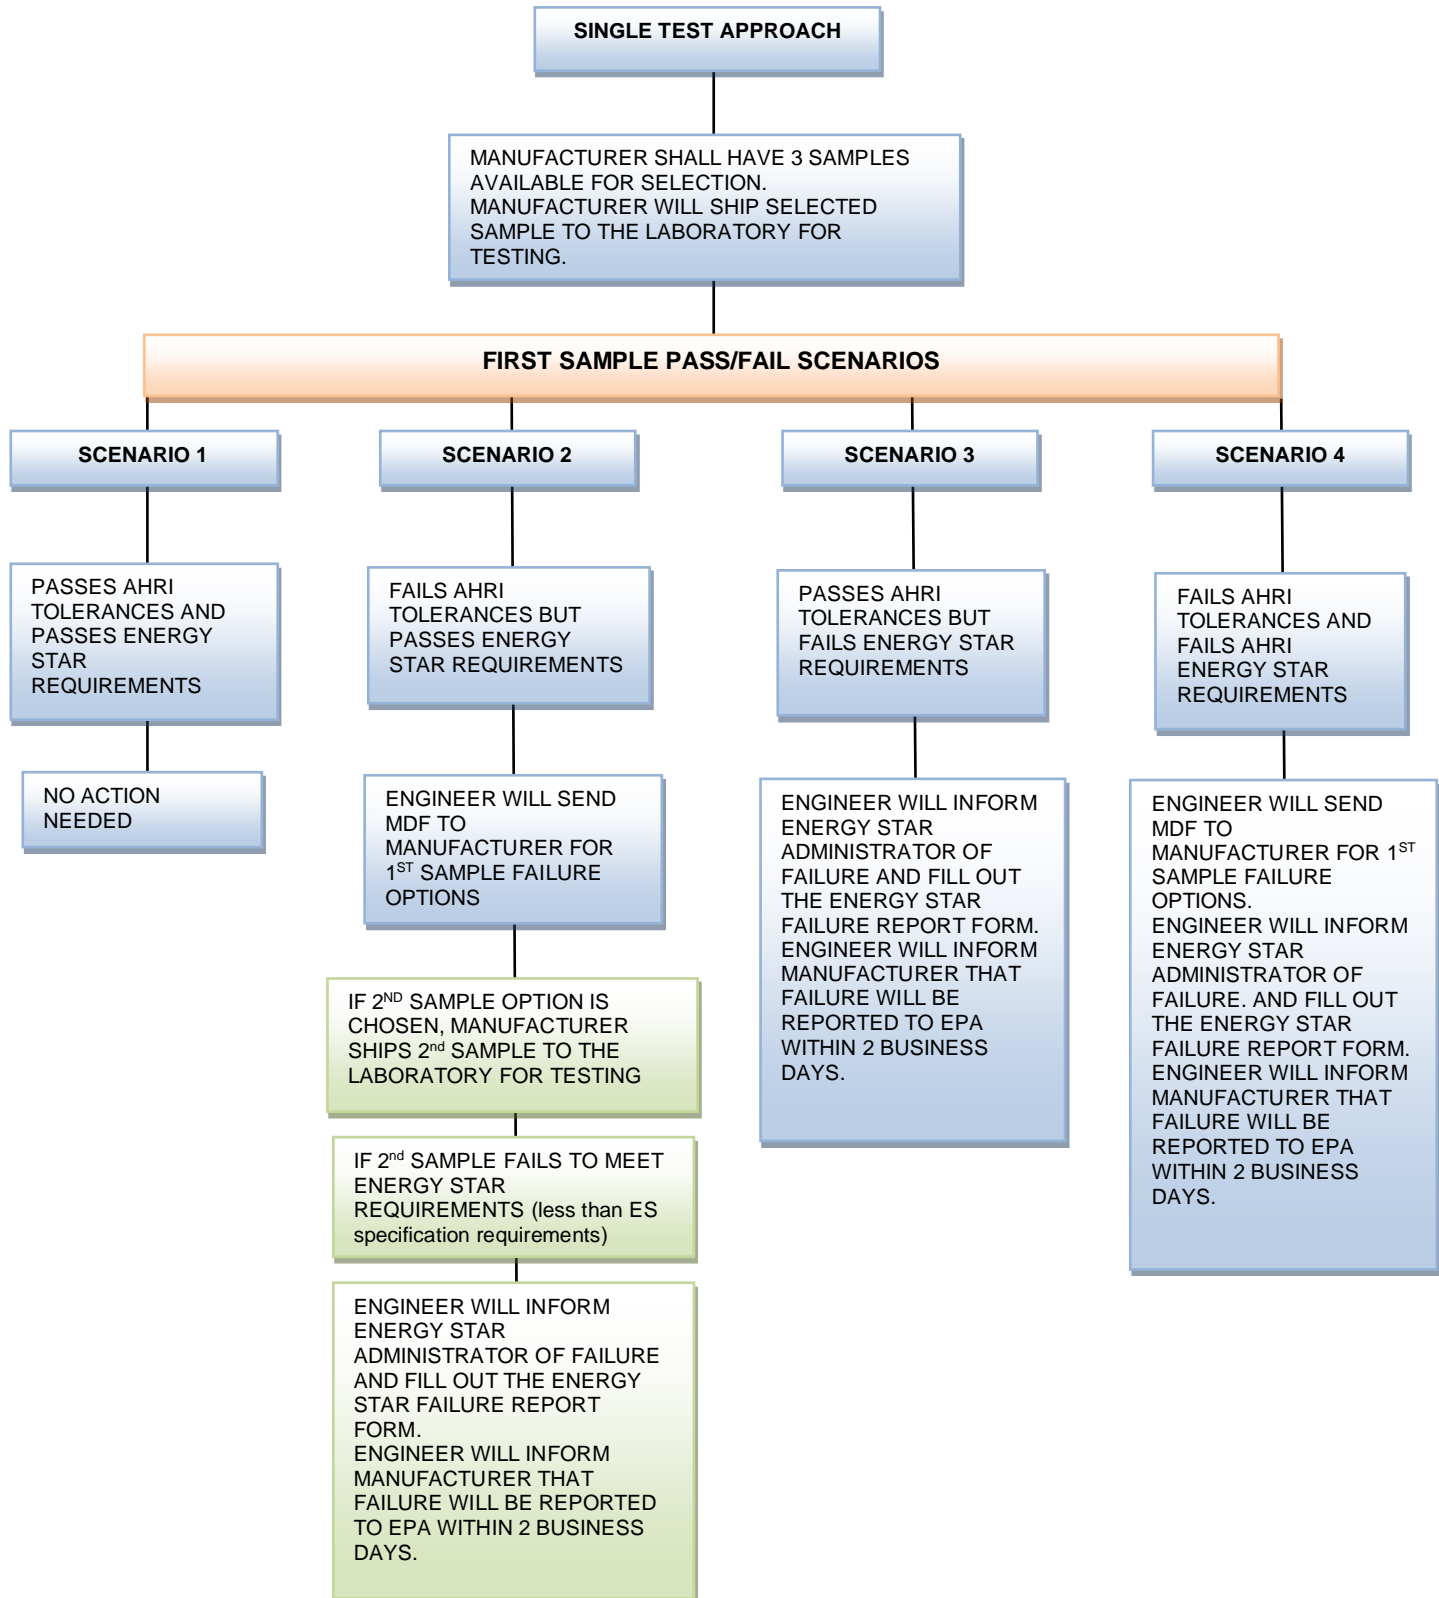 SINGLE TEST APPROACH
MANUFACTURER SHALL HAVE 3 SAMPLES
AVAILABLE FOR SELECTION.
MANUFACTURER WILL SHIP SELECTED
SAMPLE TO THE LABORATORY FOR
TESTING.
FIRST SAMPLE PASS/FAIL SCENARIOS
SCENARIO 1
PASSES AHRI
TOLERANCES AND
PASSES ENERGY
STAR
REQUIREMENTS
NO ACTION
NEEDED
SCENARIO 2
FAILS AHRI
TOLERANCES BUT
PASSES ENERGY
STAR REQUIREMENTS
ENGINEER WILL SEND
MDF TO
MANUFACTURER FOR
1ST SAMPLE FAILURE
OPTIONS
IF 2ND SAMPLE OPTION IS
CHOSEN, MANUFACTURER
SHIPS 2nd SAMPLE TO THE
LABORATORY FOR TESTING
IF 2nd SAMPLE FAILS TO MEET
ENERGY STAR
REQUIREMENTS (less than ES
specification requirements)
ENGINEER WILL INFORM
ENERGY STAR
ADMINISTRATOR OF FAILURE
AND FILL OUT THE ENERGY
STAR FAILURE REPORT
FORM.
ENGINEER WILL INFORM
MANUFACTURER THAT
FAILURE WILL BE REPORTED
TO EPA WITHIN 2 BUSINESS
DAYS.
SCENARIO 3
PASSES AHRI
TOLERANCES BUT
FAILS ENERGY STAR
REQUIREMENTS
ENGINEER WILL INFORM
ENERGY STAR
ADMINISTRATOR OF
FAILURE AND FILL OUT
THE ENERGY STAR
FAILURE REPORT FORM.
ENGINEER WILL INFORM
MANUFACTURER THAT
FAILURE WILL BE
REPORTED TO EPA
WITHIN 2 BUSINESS
DAYS.
SCENARIO 4
FAILS AHRI
TOLERANCES AND
FAILS AHRI
ENERGY STAR
REQUIREMENTS
ENGINEER WILL SEND
MDF TO
MANUFACTURER FOR 1ST
SAMPLE FAILURE
OPTIONS.
ENGINEER WILL INFORM
ENERGY STAR
ADMINISTRATOR OF
FAILURE. AND FILL OUT
THE ENERGY STAR
FAILURE REPORT FORM.
ENGINEER WILL INFORM
MANUFACTURER THAT
FAILURE WILL BE
REPORTED TO EPA
WITHIN 2 BUSINESS
DAYS.